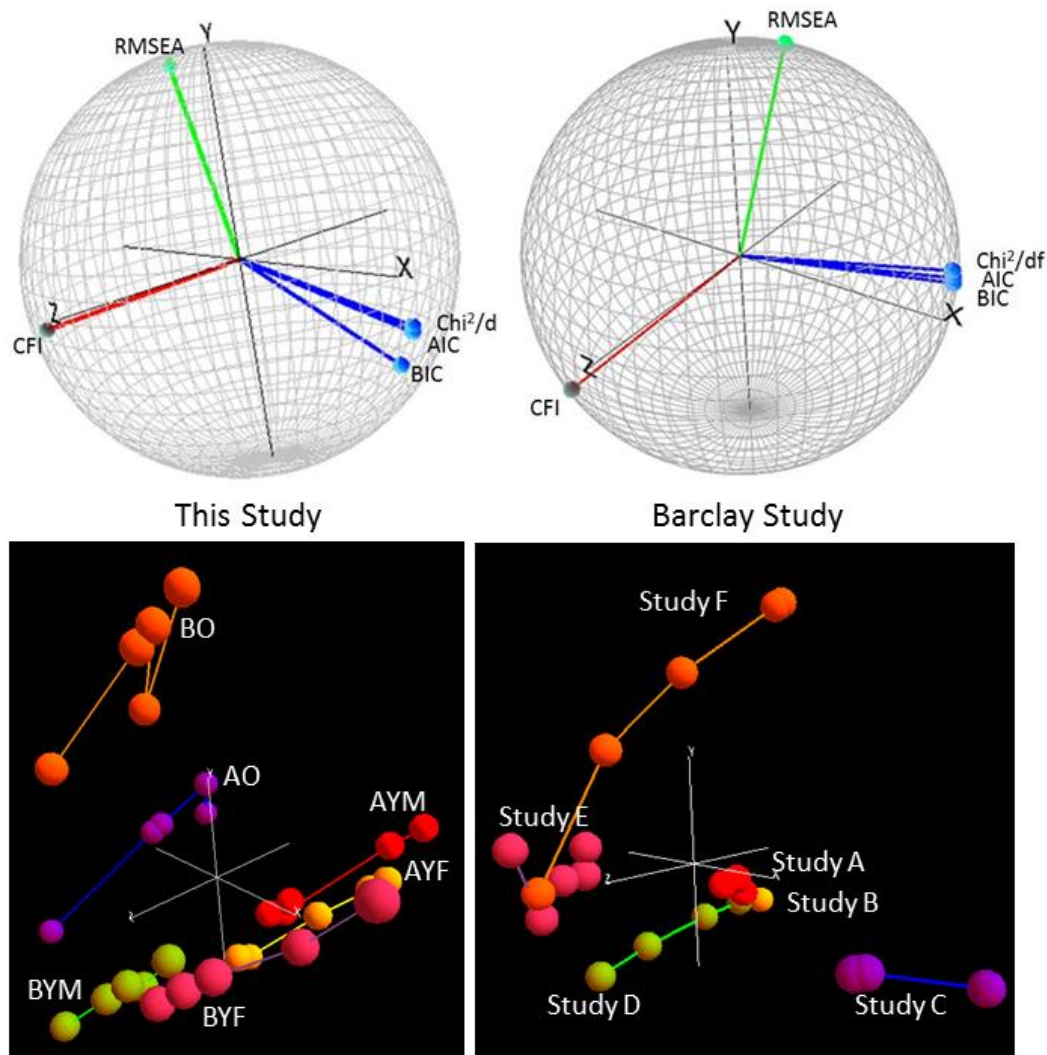 RMSEA
Y
X
Z
CFI
Chi²/d
AIC
BIC
Y
RMSEA
Chi²/df
AIC
BIC
X
Z
CFI
This Study
Barclay Study
BO
AO
AYM
AYF
BYM
BYF
Y
X
Z
Study F
Study E
Study A
Study B
Study D
Study C
Y
X
Z